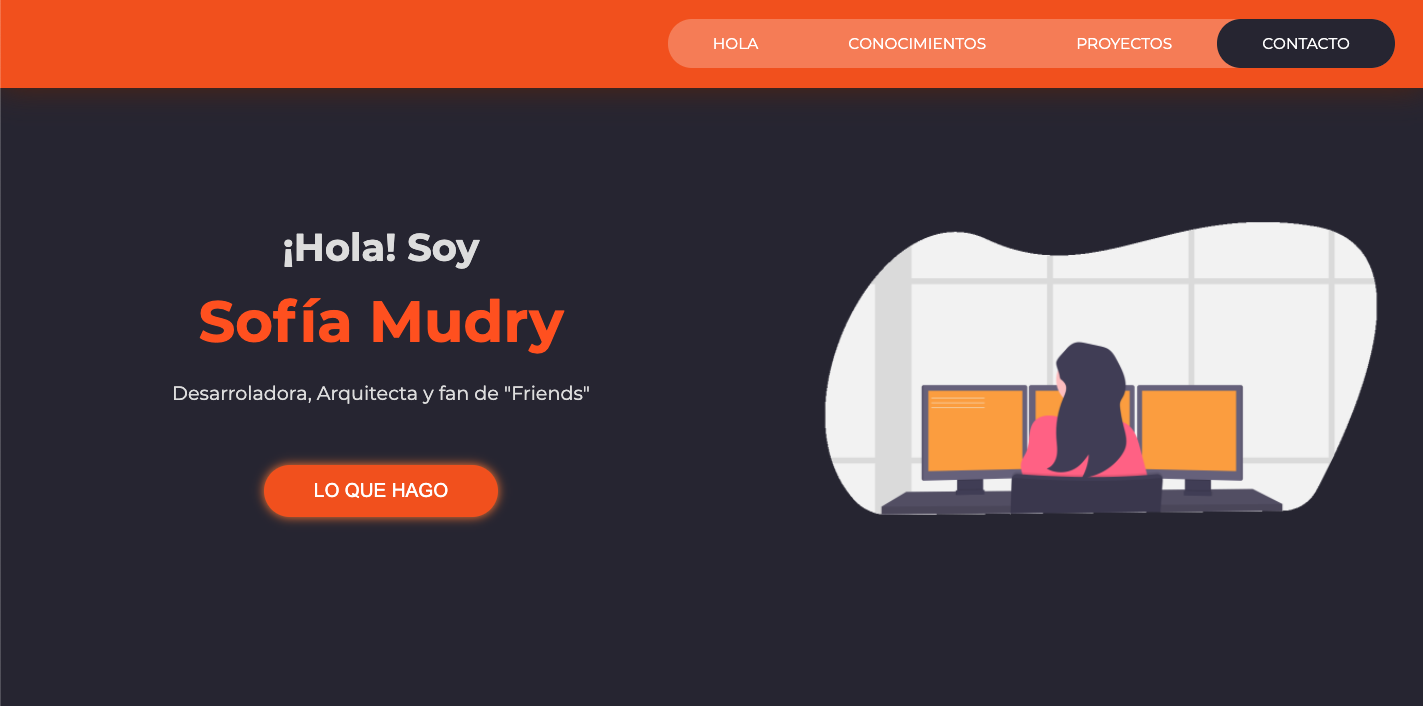 HOLA CONOCIMIENTOS PROYECTOS CONTACTO
¡Hola! Soy
Sofía Mudry
Desarroladora, Arquitecta y fan de "Friends"
LO QUE HAGO